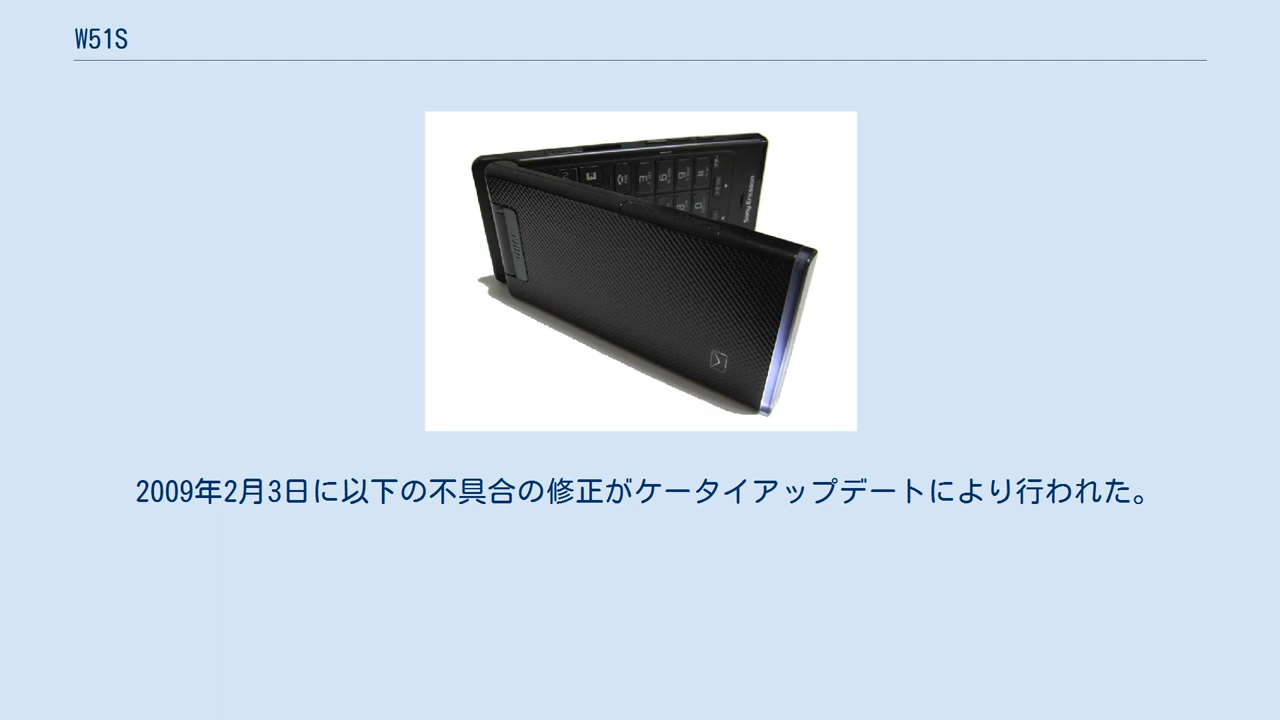 W51S
Sony Ericsson
2009年2月3日に以下の不具合の修正がケータイアップデートにより行われた。